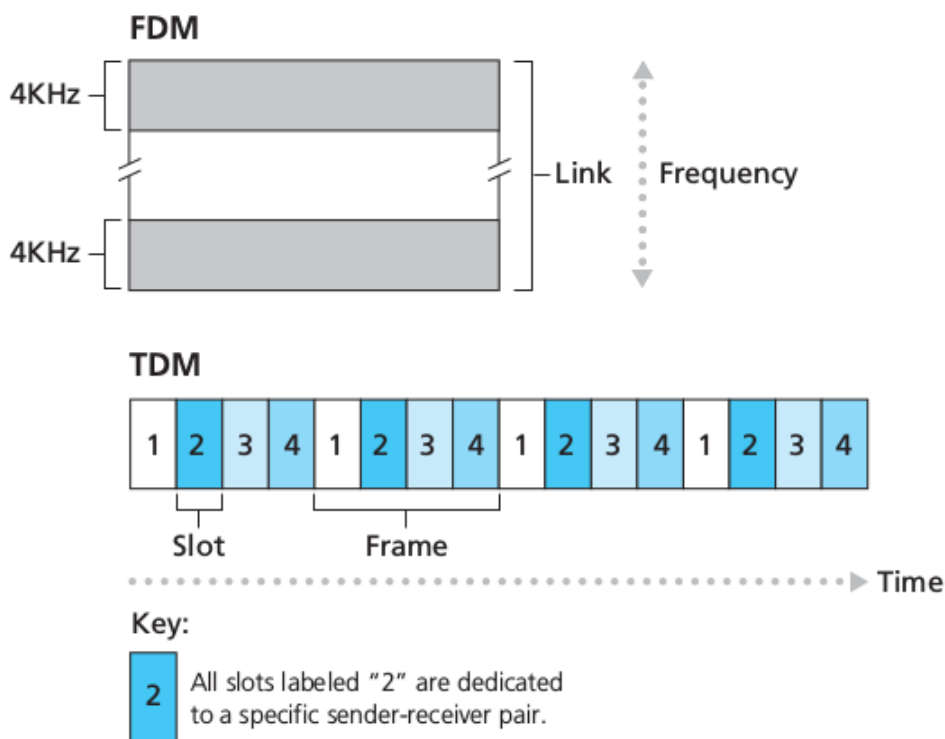 FDM
4KHz
Link
Frequency
4KHz
TDM
1 2 3 4 1 2 3 4 1 2 3 4 1 2 3 4
Slot
Frame
Time
Key:
2
All slots labeled “2” are dedicated
to a specific sender-receiver pair.